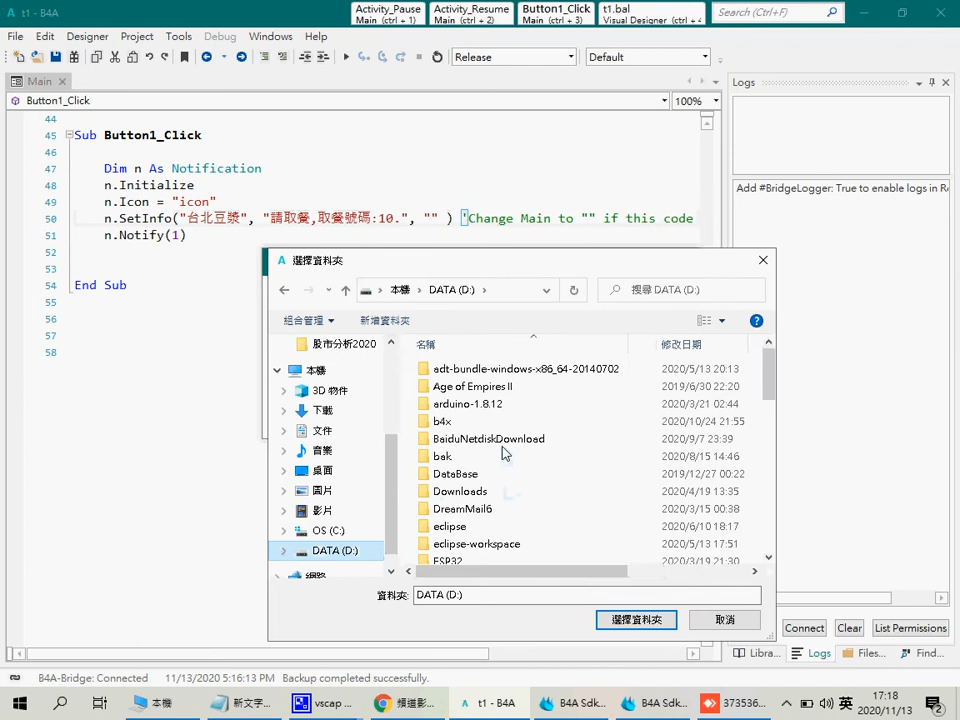 t1 - B4A
Activity_Pause
Main (ctrl + 1)
Activity_Resume
Main (ctrl + 2)
Button1_Click
Main (ctrl + 3)
t1.bal
Visual Designer (ctrl + 4)
Search (Ctrl+F)
File Edit Designer Project Tools Debug Windows Help
Release
Default
Main
Logs
Button1_Click
100%
44
45 Sub Button1_Click
46
47 Dim n As Notification
48 n.Initialize
49 n.Icon = "icon"
50 n.SetInfo("台北豆漿", "請取餐,取餐號碼:10.", "" ) 'Change Main to "" if this code
51 n.Notify(1)
52
53
54 End Sub
55
56
57
58
Add #BridgeLogger: True to enable logs in Re
選擇資料夾
本機 DATA (D:)
搜尋 DATA (D:)
組合管理 新增資料夾
名稱 修改日期
股市分析2020
本機
3D 物件
下載
文件
音樂
桌面
圖片
影片
OS (C:)
DATA (D:)
網路
adt-bundle-windows-x86_64-20140702 2020/5/13 20:13
Age of Empires II 2019/6/30 22:20
arduino-1.8.12 2020/3/21 02:44
b4x 2020/10/24 21:55
BaiduNetdiskDownload 2020/9/7 23:39
bak 2020/8/15 14:46
DataBase 2019/12/27 00:22
Downloads 2020/4/19 13:35
DreamMail6 2020/3/15 00:38
eclipse 2020/6/10 18:17
eclipse-workspace 2020/5/13 17:51
ESP32 2020/3/19 21:30
資料夾: DATA (D:)
選擇資料夾 取消
Connect Clear List Permissions
Libra... Logs Files... Find...
B4A-Bridge: Connected 11/13/2020 5:16:13 PM Backup completed successfully.
本機
新文字...
vscap ...
頻道影...
t1 - B4A
B4A Sdk...
B4A Sdk...
373536...
英
17:18
2020/11/13
2